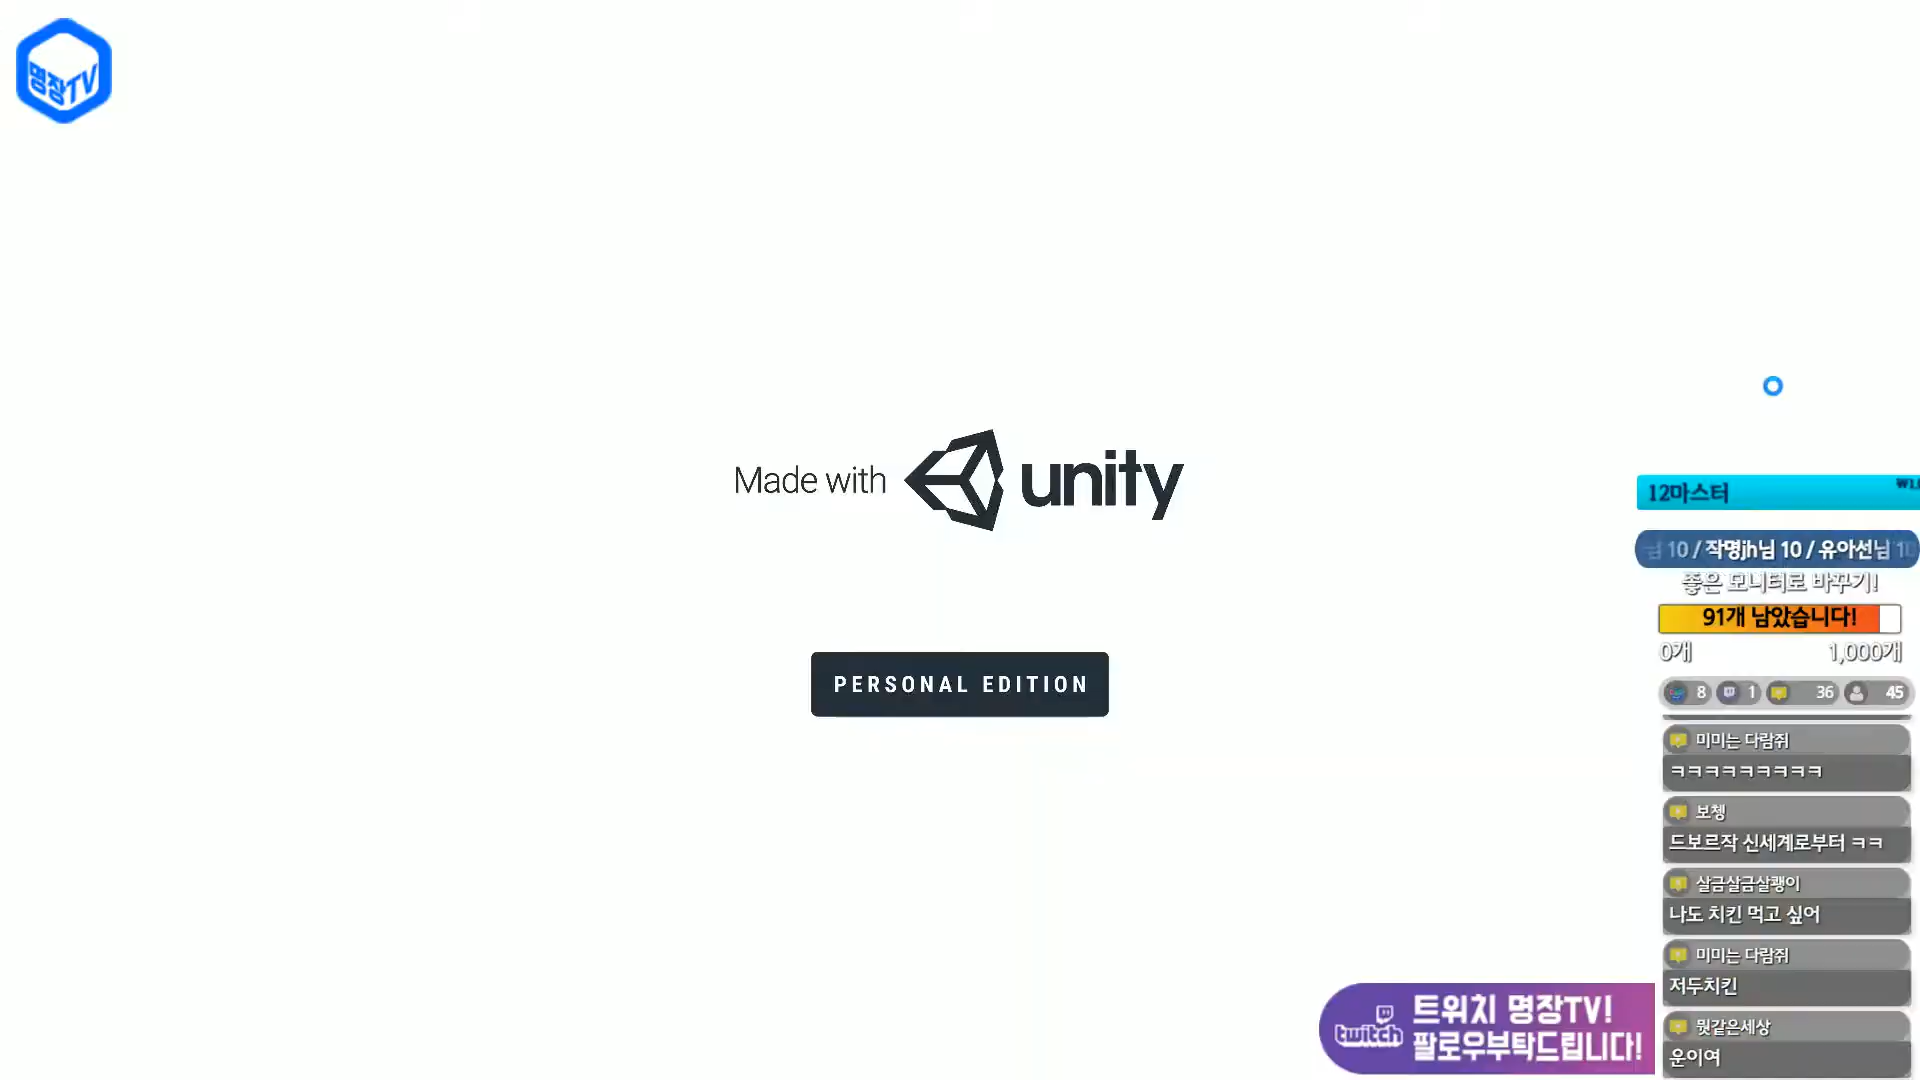 명장TV
Made with unity
PERSONAL EDITION
12마스터
님 10 / 작명jh님 10 / 유아선님 10
좋은 모니터로 바꾸기!
91개 남았습니다!
0개 1,000개
8 1 36 45
미미는 다람쥐
ㅋㅋㅋㅋㅋㅋㅋㅋㅋ
보쳉
드보르작 신세계로부터 ㅋㅋ
살금살금살쾡이
나도 치킨 먹고 싶어
미미는 다람쥐
저두치킨
뭣같은세상
운이여
twitch
트위치 명장TV!
팔로우부탁드립니다!